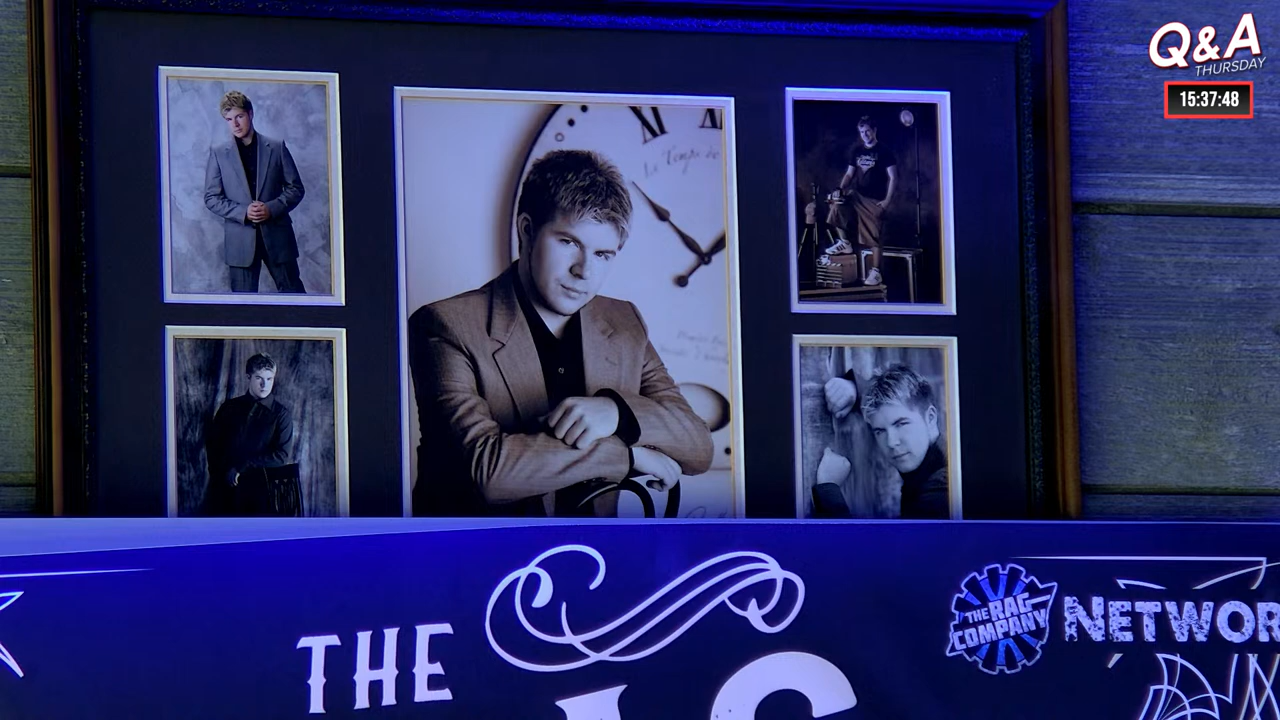 Q&A
THURSDAY
15:37:48
THE
THE RAG
COMPANY
NETWOR